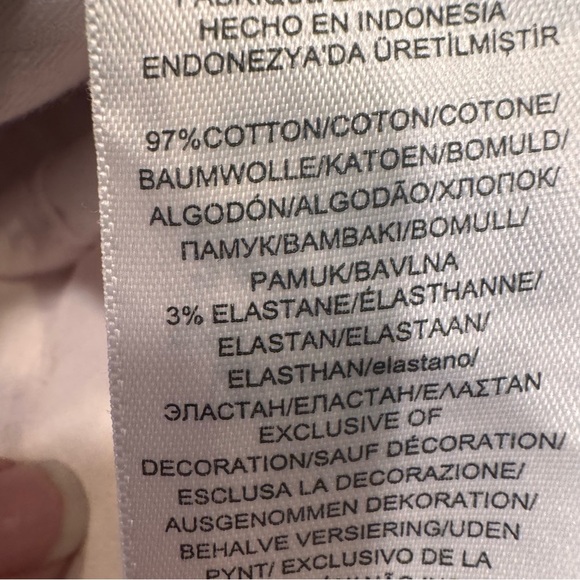 HECHO EN INDONESIA
ENDONEZYA'DA ÜRETİLMİŞTİR
97%COTTON/COTON/COTONE/
BAUMWOLLE/KATOEN/BOMULD/
ALGODÓN/ALGODÃO/ХЛОПОК/
ПАМУК/BAMBAKI/BOMULL/
PAMUK/BAVLNA
3% ELASTANE/ÉLASTHANNE/
ELASTAN/ELASTAAN/
ELASTHAN/elastano/
ЭЛАСТАН/ЕЛАСТАН/ΕΛΑΣΤΑΝ
EXCLUSIVE OF
DECORATION/SAUF DÉCORATION/
ESCLUSA LA DECORAZIONE/
AUSGENOMMEN DEKORATION/
BEHALVE VERSIERING/UDEN
PYNT/ EXCLUSIVO DE LA